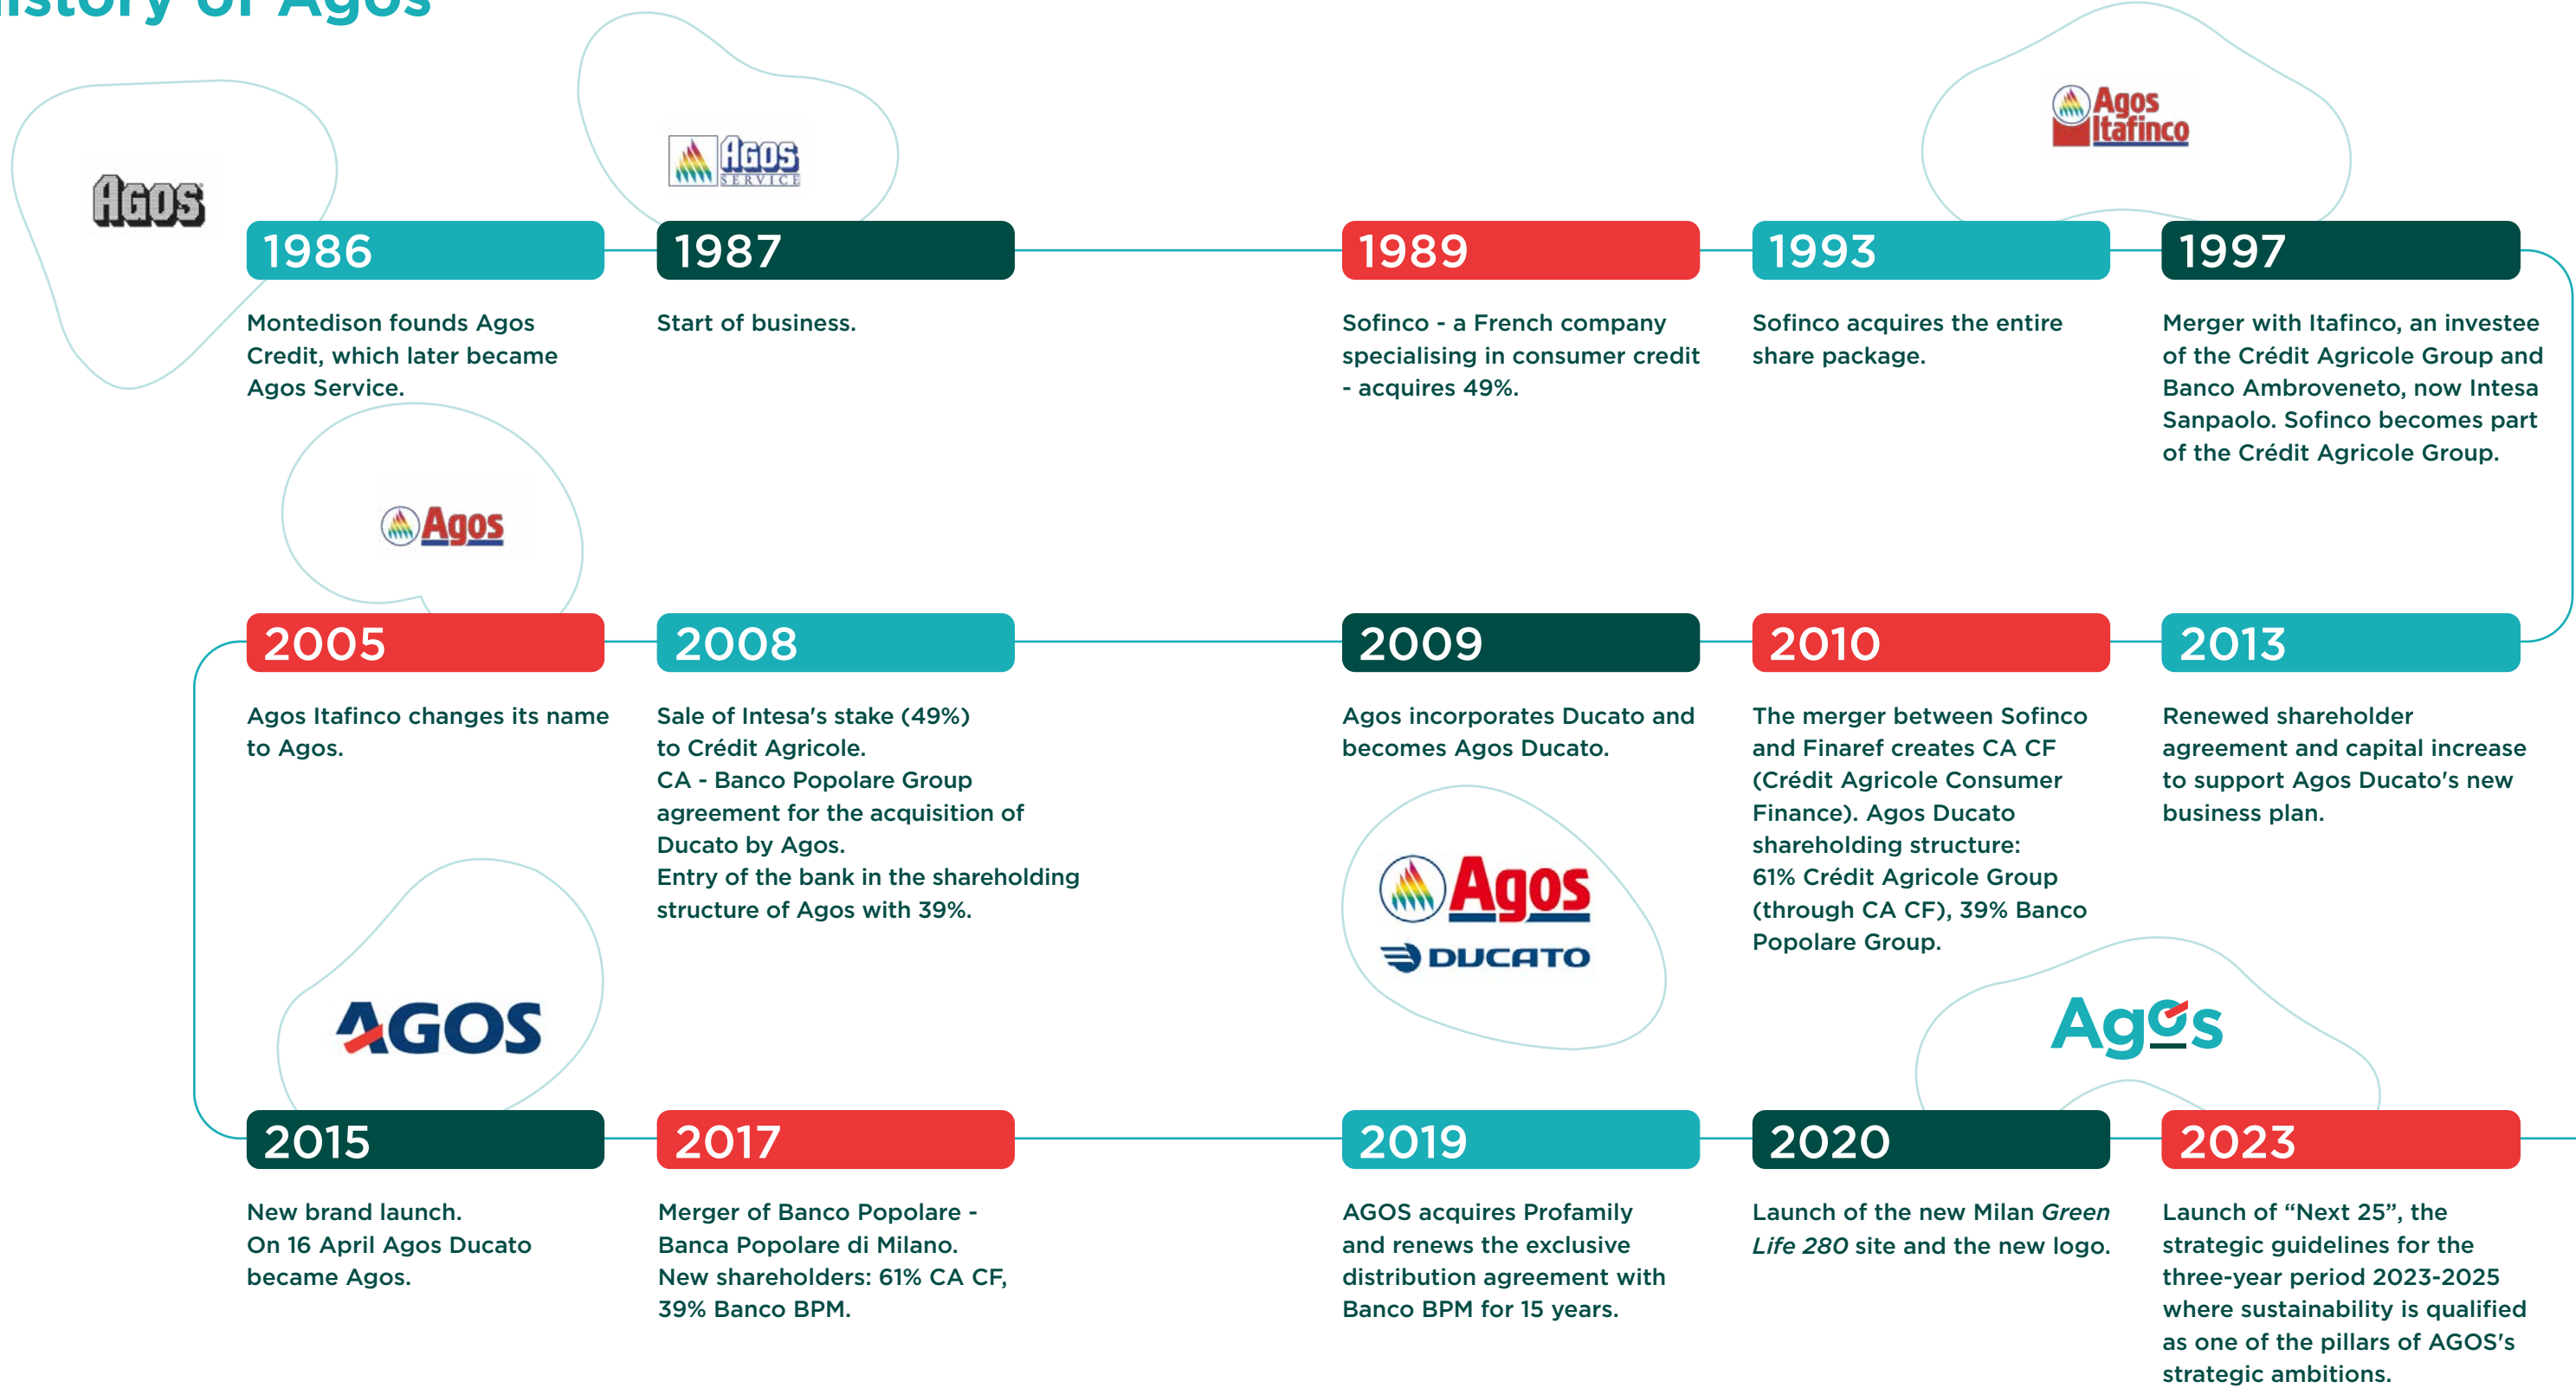 History of Agos
AGOS
AGOS
SERVICE
Agos
Itafinco
1986
Montedison founds Agos
Credit, which later became
Agos Service.
1987
Start of business.
1989
Sofinco - a French company
specialising in consumer credit
- acquires 49%.
1993
Sofinco acquires the entire
share package.
1997
Merger with Itafinco, an investee
of the Crédit Agricole Group and
Banco Ambroveneto, now Intesa
Sanpaolo. Sofinco becomes part
of the Crédit Agricole Group.
Agos
2005
Agos Itafinco changes its name
to Agos.
2008
Sale of Intesa's stake (49%)
to Crédit Agricole.
CA - Banco Popolare Group
agreement for the acquisition of
Ducato by Agos.
Entry of the bank in the shareholding
structure of Agos with 39%.
2009
Agos incorporates Ducato and
becomes Agos Ducato.
Agos
DUCATO
2010
The merger between Sofinco
and Finaref creates CA CF
(Crédit Agricole Consumer
Finance). Agos Ducato
shareholding structure:
61% Crédit Agricole Group
(through CA CF), 39% Banco
Popolare Group.
2013
Renewed shareholder
agreement and capital increase
to support Agos Ducato's new
business plan.
AGOS
2015
New brand launch.
On 16 April Agos Ducato
became Agos.
2017
Merger of Banco Popolare -
Banca Popolare di Milano.
New shareholders: 61% CA CF,
39% Banco BPM.
2019
AGOS acquires Profamily
and renews the exclusive
distribution agreement with
Banco BPM for 15 years.
2020
Launch of the new Milan Green
Life 280 site and the new logo.
Agos
2023
Launch of “Next 25”, the
strategic guidelines for the
three-year period 2023-2025
where sustainability is qualified
as one of the pillars of AGOS's
strategic ambitions.